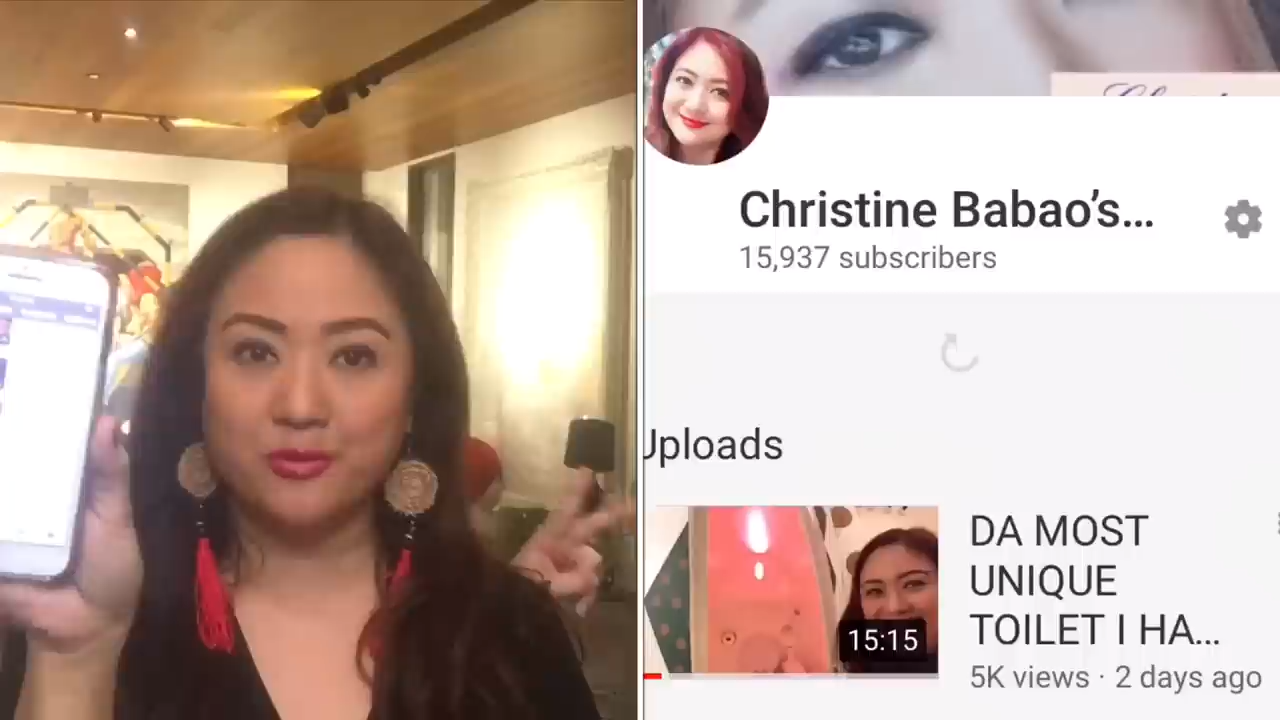 Christine Babao’s…
15,937 subscribers
Uploads
DA MOST
UNIQUE
TOILET I HA…
15:15
5K views · 2 days ago